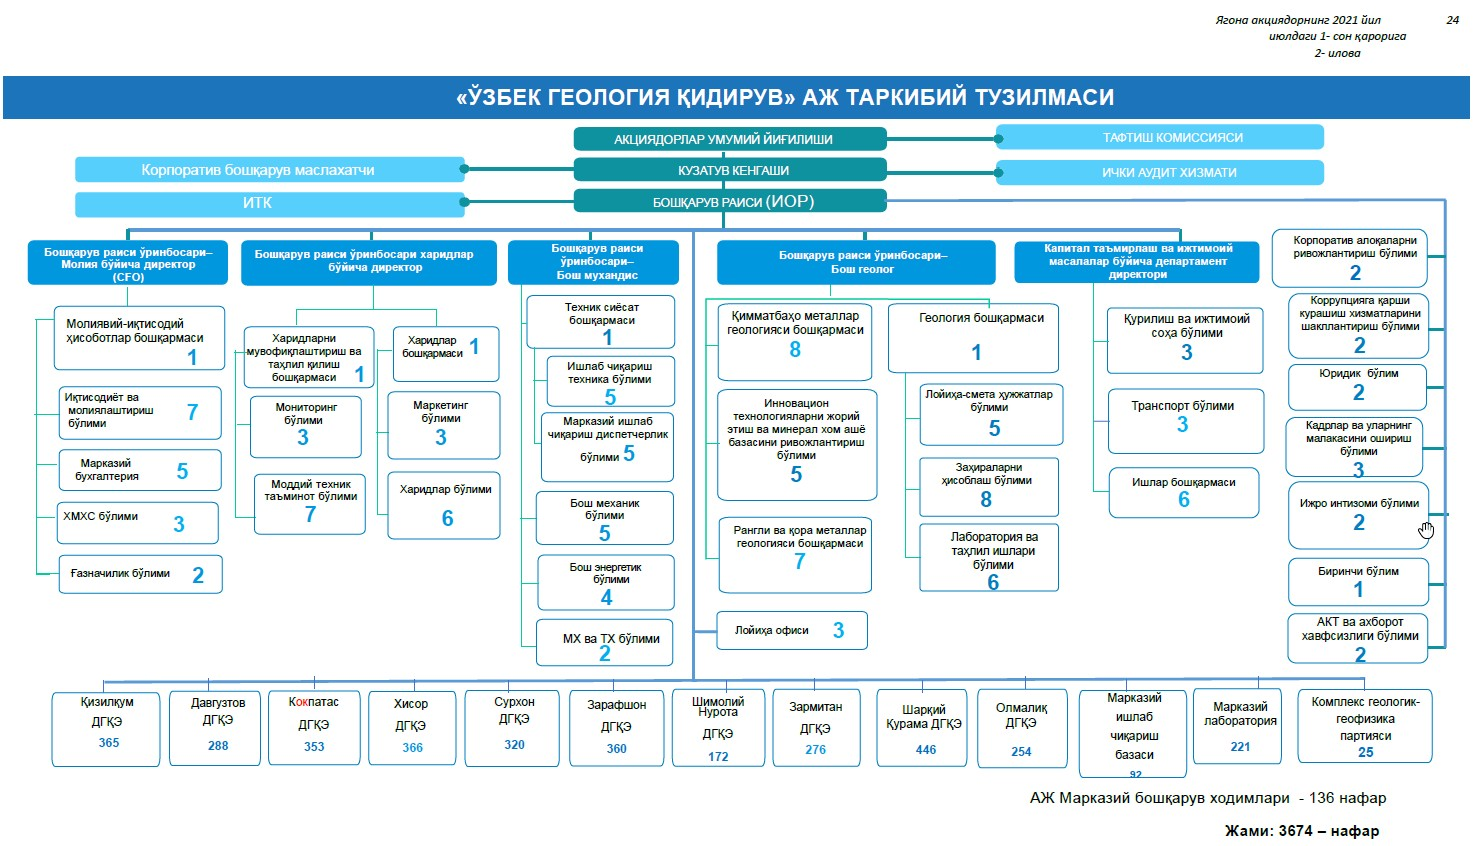 Ягона акциядорнинг 2021 йил
24
июлдаги 1- сон қарорига
2- илова
«ЎЗБЕК ГЕОЛОГИЯ ҚИДИРУВ» АЖ ТАРКИБИЙ ТУЗИЛМАСИ
АКЦИЯДОРЛАР УМУМИЙ ЙИҒИЛИШИ
ТАФТИШ КОМИССИЯСИ
Корпоратив бошқарув маслахатчи
КУЗАТУВ КЕНГАШИ
ИЧКИ АУДИТ ХИЗМАТИ
ИТК
БОШҚАРУВ РАИСИ (ИОР)
Бошқарув раиси ўринбосари–
Молия бўйича директор
(CFO)
Молиявий-иқтисодий
ҳисоботлар бошқармаси
1
Иқтисодиёт ва
молиялаштириш
бўлими
7
Марказий
бухгалтерия
5
ХМХС бўлими
3
Ғазначилик бўлими
2
Бошқарув раиси ўринбосари харидлар
бўйича директор
Харидларни
мувофиқлаштириш ва
таҳлил қилиш
бошқармаси
1
Мониторинг
бўлими
3
Моддий техник
таъминот бўлими
7
Харидлар
бошқармаси
1
Маркетинг
бўлими
3
Харидлар бўлими
6
Бошқарув раиси
ўринбосари–
Бош мухандис
Техник сиёсат
бошқармаси
1
Ишлаб чиқариш
техника бўлими
5
Марказий ишлаб
чиқариш диспетчерлик
бўлими 5
Бош механик
бўлими
5
Бош энергетик
бўлими
4
МХ ва ТХ бўлими
2
Бошқарув раиси ўринбосари–
Бош геолог
Қимматбаҳо металлар
геологияси бошқармаси
8
Инновацион
технологияларни жорий
этиш ва минерал хом ашё
базасини ривожлантириш
бўлими
5
Рангли ва қора металлар
геологияси бошқармаси
7
Лойиҳа офиси
3
Геология бошқармаси
1
Лойиҳа-смета ҳужжатлар
бўлими
5
Заҳираларни
ҳисоблаш бўлими
8
Лаборатория ва
таҳлил ишлари
бўлими
6
Капитал таъмирлаш ва ижтимоий
масалалар бўйича департамент
директори
Қурилиш ва ижтимоий
соҳа бўлими
3
Транспорт бўлими
3
Ишлар бошқармаси
6
Корпоратив алоқаларни
ривожлантириш бўлими
2
Коррупцияга қарши
курашиш хизматларини
шакллантириш бўлими
2
Юридик бўлим
2
Кадрлар ва уларнинг
малакасини ошириш
бўлими
3
Ижро интизоми бўлими
2
Биринчи бўлим
1
АКТ ва ахборот
хавфсизлиги бўлими
2
Қизилқум
ДГҚЭ
365
Давгузтов
ДГҚЭ
288
Кокпатас
ДГҚЭ
353
Хисор
ДГҚЭ
366
Сурхон
ДГҚЭ
320
Зарафшон
ДГҚЭ
360
Шимолий
Нурота
ДГҚЭ
172
Зармитан
ДГҚЭ
276
Шарқий
Қурама ДГҚЭ
446
Олмалиқ
ДГҚЭ
254
Марказий
ишлаб
чиқариш
базаси
92
Марказий
лаборатория
221
Комплекс геологик-
геофизика
партияси
25
АЖ Марказий бошқарув ходимлари - 136 нафар
Жами: 3674 – нафар